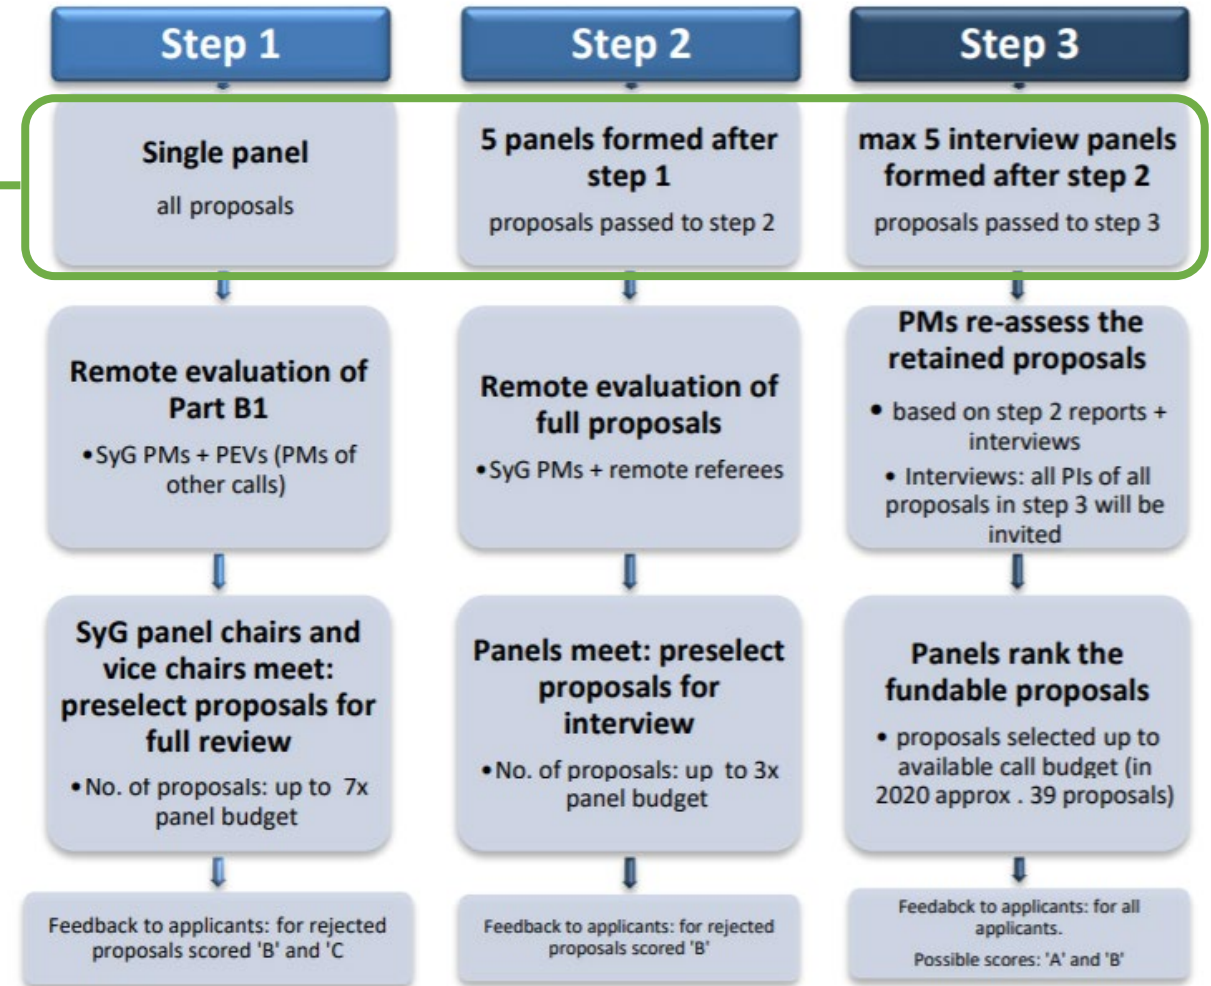 Step 1
Single panel
all proposals
Remote evaluation of
Part B1
•SyG PMs + PEVs (PMs of
other calls)
SyG panel chairs and
vice chairs meet:
preselect proposals for
full review
•No. of proposals: up to 7x
panel budget
Feedback to applicants: for rejected
proposals scored 'B' and 'C
Step 2
5 panels formed after
step 1
proposals passed to step 2
Remote evaluation of
full proposals
•SyG PMs + remote referees
Panels meet: preselect
proposals for
interview
•No. of proposals: up to 3x
panel budget
Feedback to applicants: for rejected
proposals scored 'B'
Step 3
max 5 interview panels
formed after step 2
proposals passed to step 3
PMs re-assess the
retained proposals
• based on step 2 reports +
interviews
• Interviews: all PIs of all
proposals in step 3 will be
invited
Panels rank the
fundable proposals
• proposals selected up to
available call budget (in
2020 approx . 39 proposals)
Feedabck to applicants: for all
applicants.
Possible scores: 'A' and 'B'